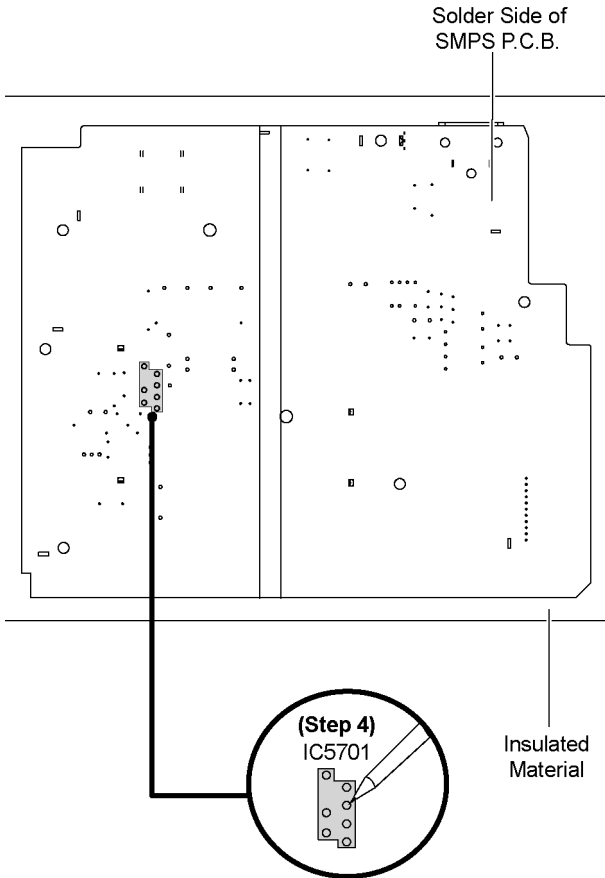 Solder Side of
SMPS P.C.B.
(Step 4)
IC5701
Insulated
Material